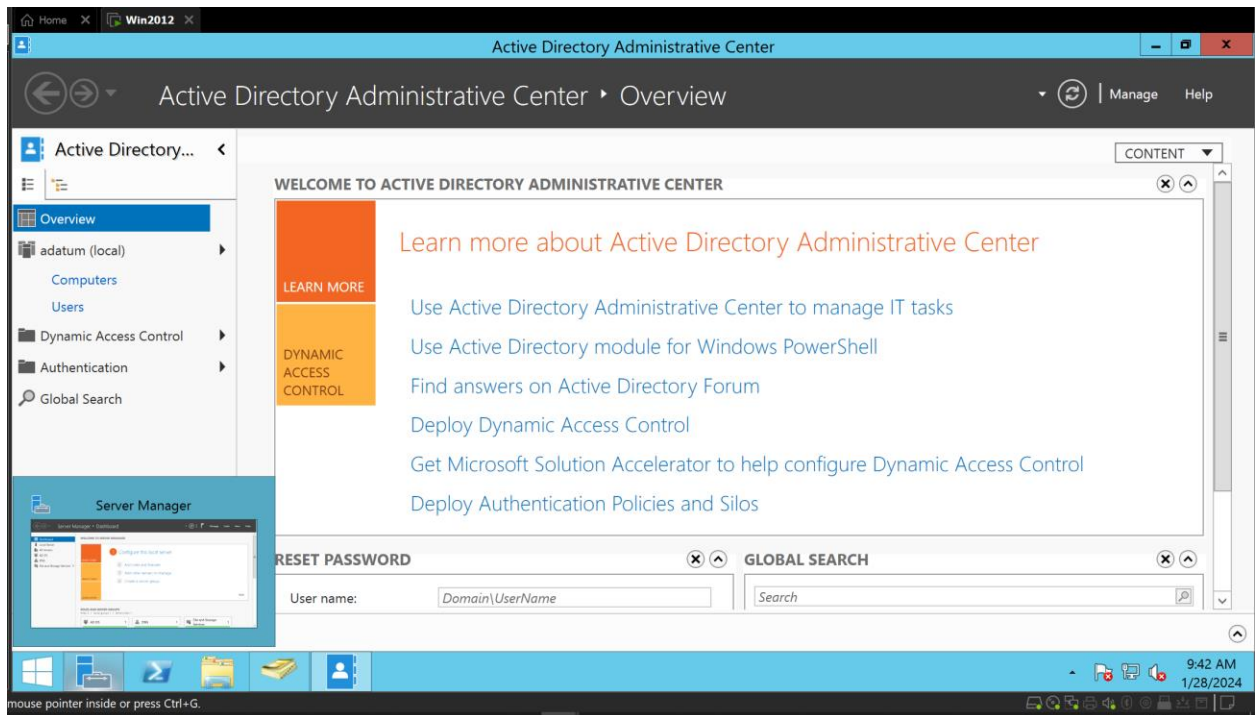 Home
Win2012
Active Directory Administrative Center
Active Directory Administrative Center • Overview
Manage Help
Active Directory...
CONTENT
Overview
adatum (local)
Computers
Users
Dynamic Access Control
Authentication
Global Search
WELCOME TO ACTIVE DIRECTORY ADMINISTRATIVE CENTER
LEARN MORE
DYNAMIC
ACCESS
CONTROL
Learn more about Active Directory Administrative Center
Use Active Directory Administrative Center to manage IT tasks
Use Active Directory module for Windows PowerShell
Find answers on Active Directory Forum
Deploy Dynamic Access Control
Get Microsoft Solution Accelerator to help configure Dynamic Access Control
Deploy Authentication Policies and Silos
Server Manager
RESET PASSWORD
User name:
Domain\UserName
GLOBAL SEARCH
Search
9:42 AM
1/28/2024
mouse pointer inside or press Ctrl+G.